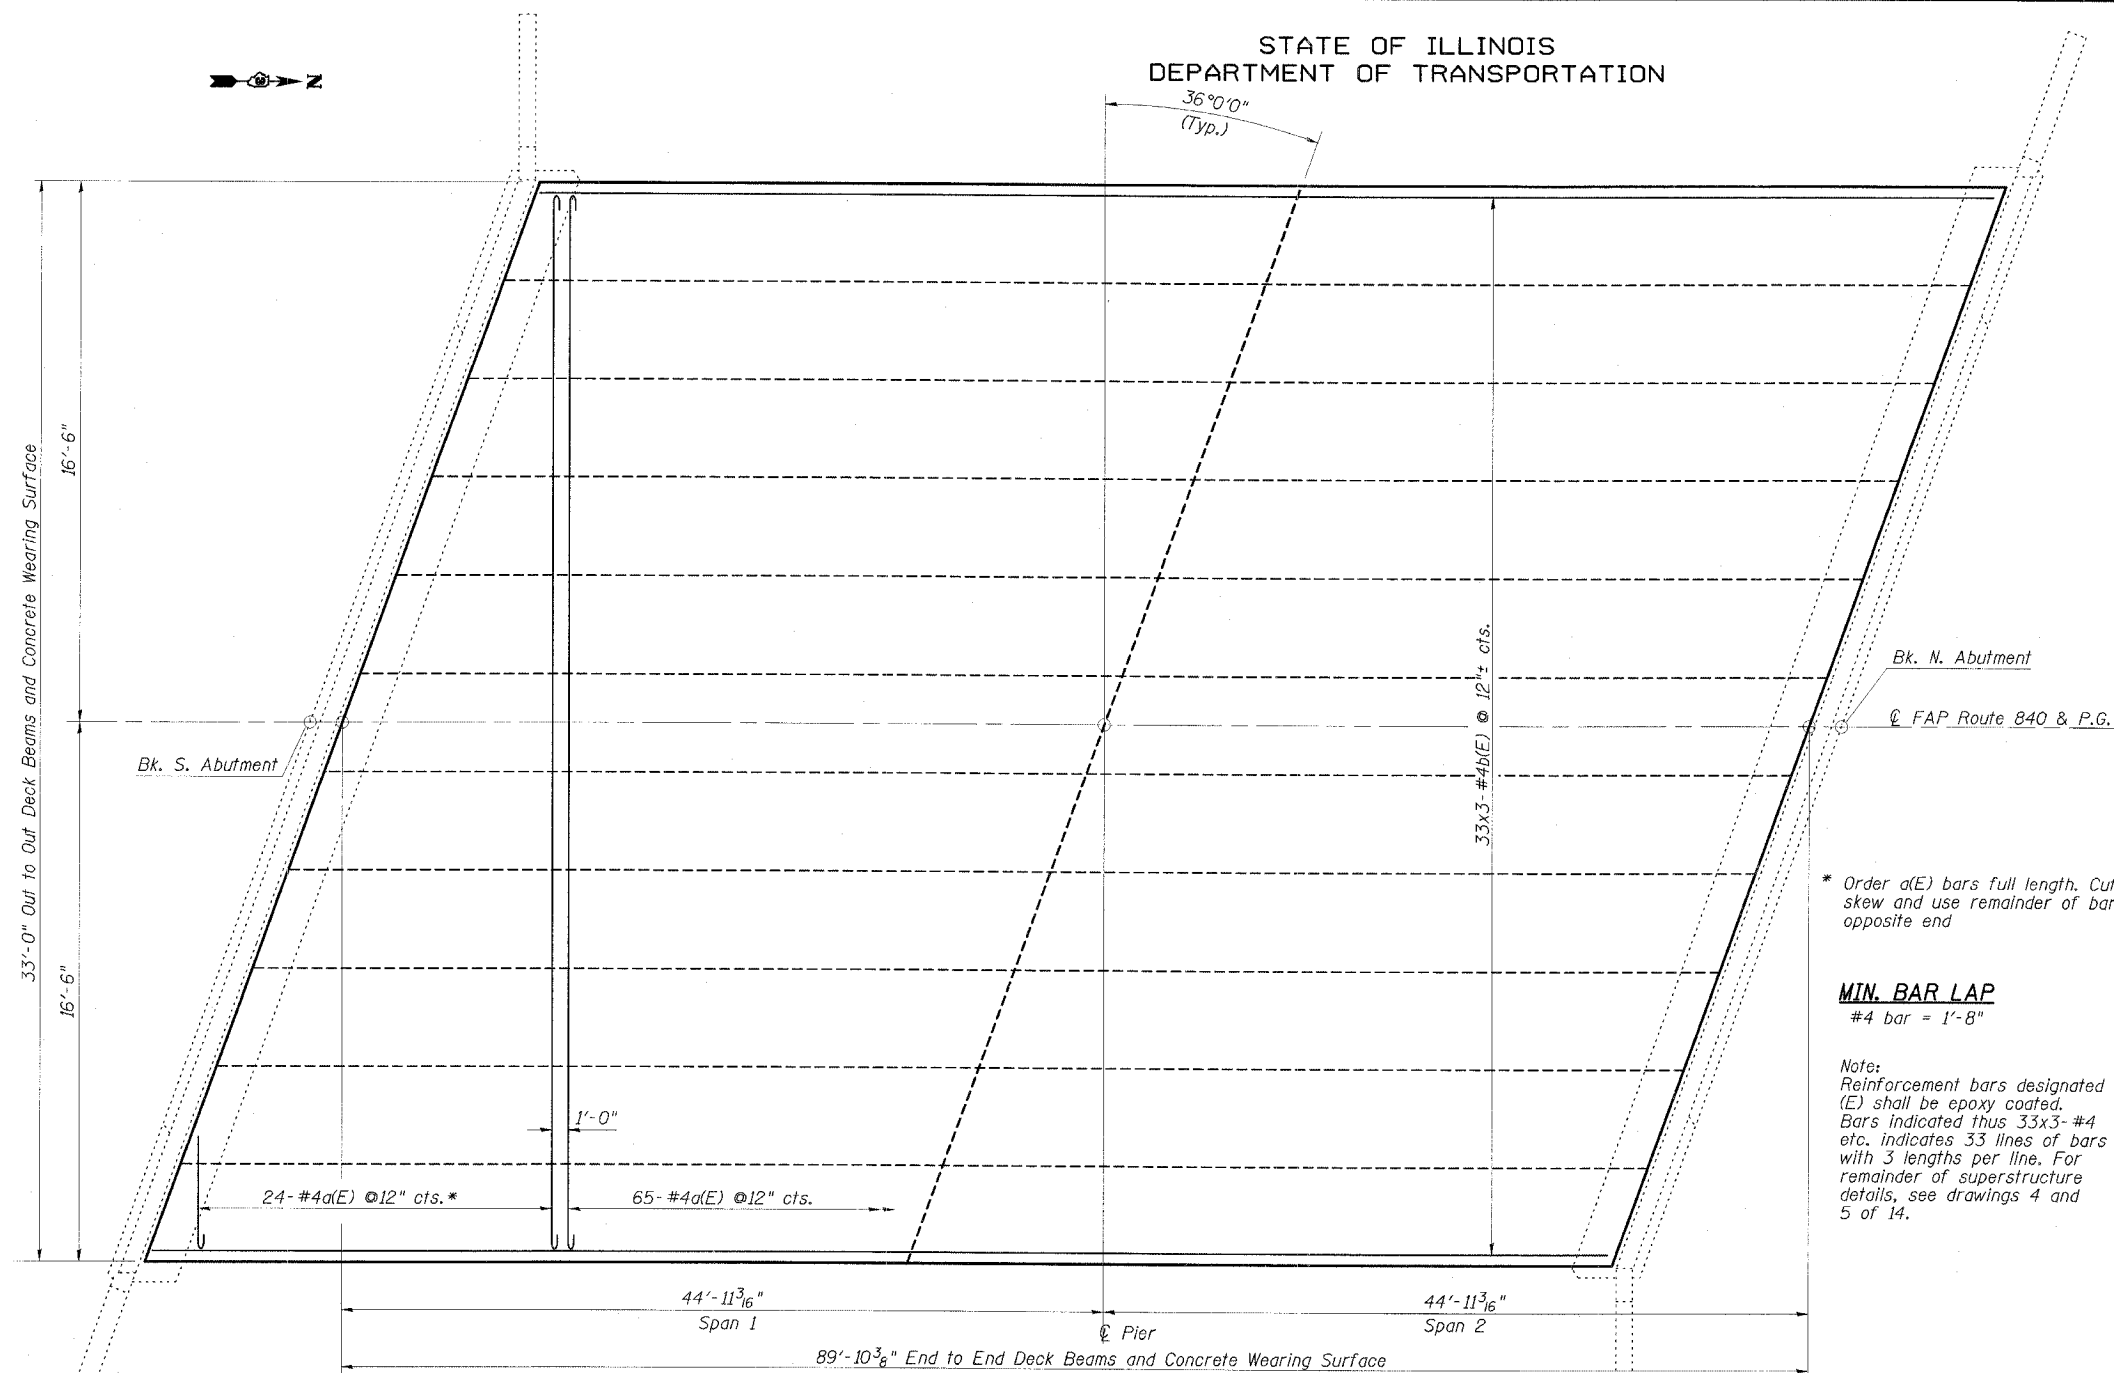 STATE OF ILLINOIS
DEPARTMENT OF TRANSPORTATION
N
36°0'0"
(Typ.)
33'-0" Out to Out Deck Beams and Concrete Wearing Surface
16'-6"
16'-6"
33x3-#4b(E) @ 12"± cts.
Bk. N. Abutment
℄ FAP Route 840 & P.G.
Bk. S. Abutment
* Order a(E) bars full length. Cut
skew and use remainder of bar
opposite end
MIN. BAR LAP
#4 bar = 1'-8"
Note:
Reinforcement bars designated
(E) shall be epoxy coated.
Bars indicated thus 33x3-#4
etc. indicates 33 lines of bars
with 3 lengths per line. For
remainder of superstructure
details, see drawings 4 and
5 of 14.
1'-0"
24-#4a(E) @12" cts.*
65-#4a(E) @12" cts.
44'-11 3/16"
Span 1
44'-11 3/16"
Span 2
℄ Pier
89'-10 3/8" End to End Deck Beams and Concrete Wearing Surface